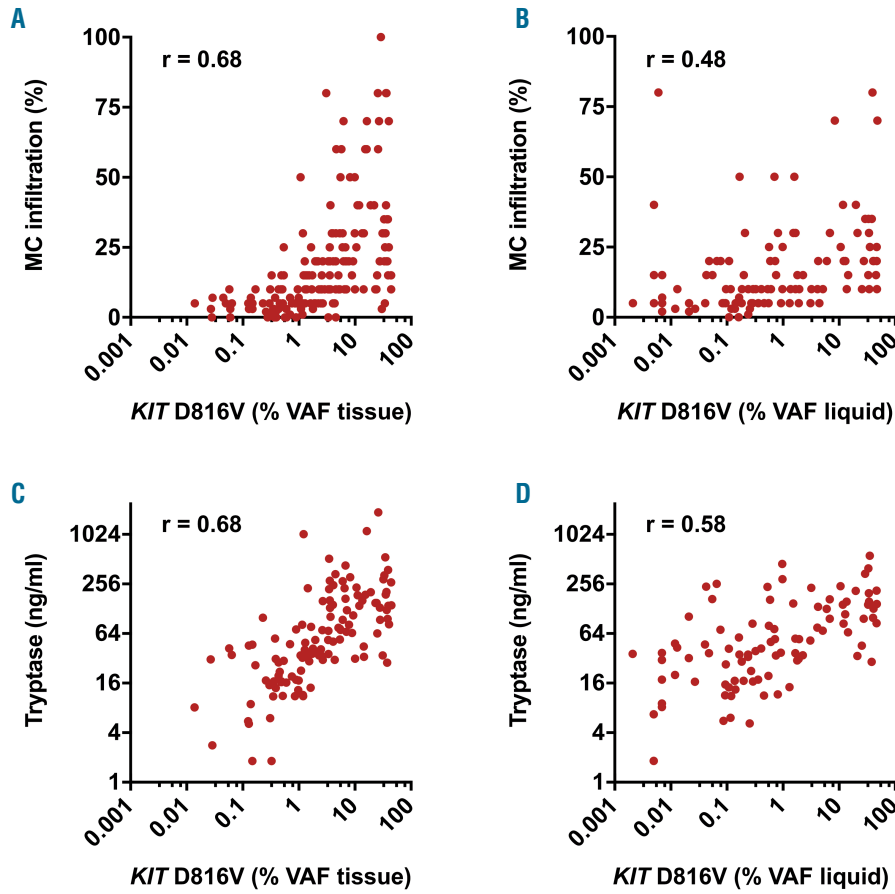 A
r = 0.68
MC infiltration (%)
100
75
50
25
0
0.001
0.01
0.1
1
10
100
KIT D816V (% VAF tissue)
B
r = 0.48
MC infiltration (%)
100
75
50
25
0
0.001
0.01
0.1
1
10
100
KIT D816V (% VAF liquid)
C
r = 0.68
Tryptase (ng/ml)
1024
256
64
16
4
1
0.001
0.01
0.1
1
10
100
KIT D816V (% VAF tissue)
D
r = 0.58
Tryptase (ng/ml)
1024
256
64
16
4
1
0.001
0.01
0.1
1
10
100
KIT D816V (% VAF liquid)